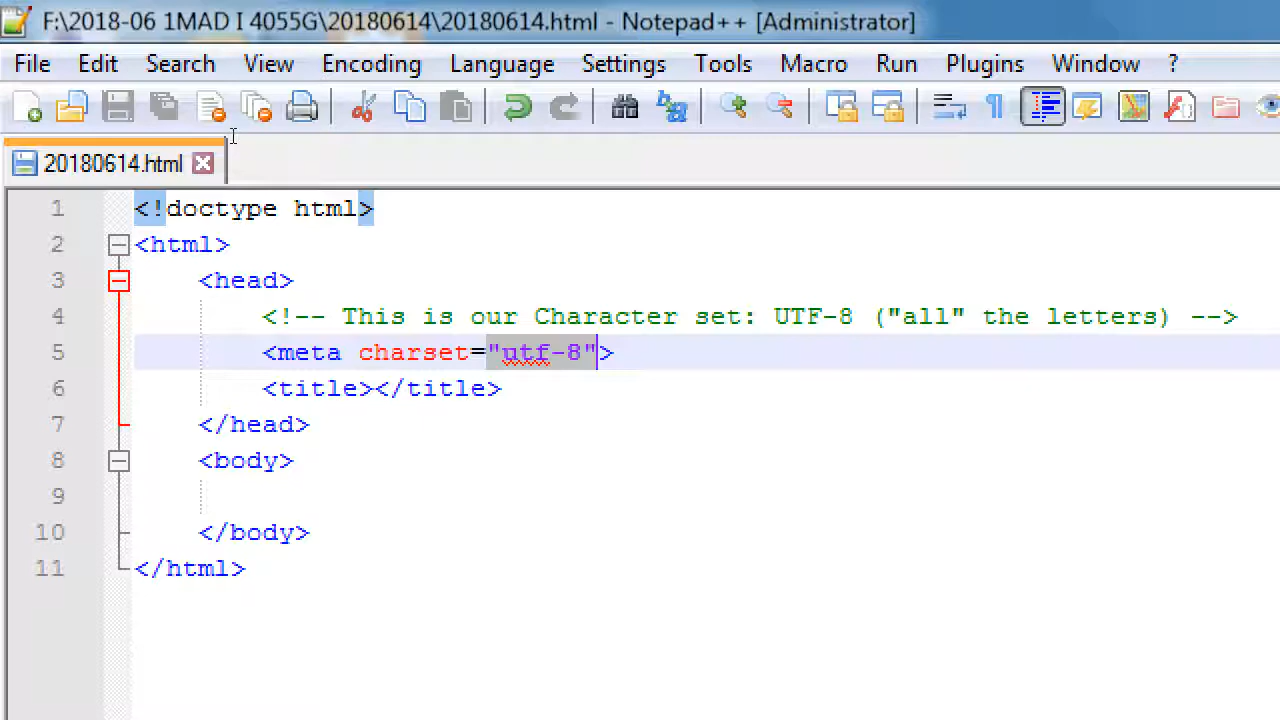 F:\2018-06 1MAD I 4055G\20180614\20180614.html - Notepad++ [Administrator]
File Edit Search View Encoding Language Settings Tools Macro Run Plugins Window ?
20180614.html
1 <!doctype html>
2 <html>
3 <head>
4 <!-- This is our Character set: UTF-8 ("all" the letters) -->
5 <meta charset="utf-8">
6 <title></title>
7 </head>
8 <body>
9
10 </body>
11 </html>